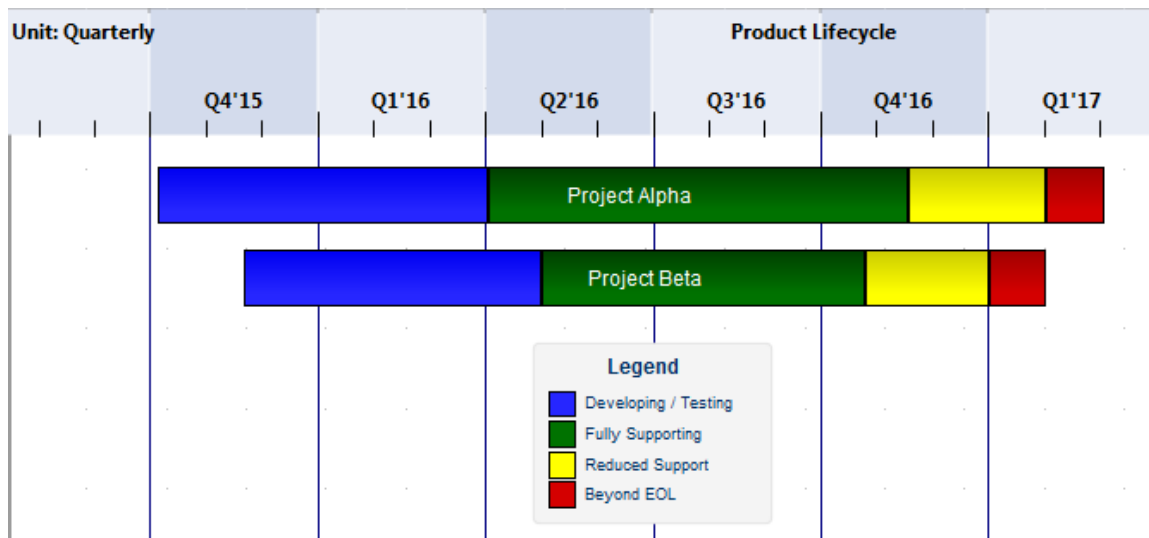 Unit: Quarterly Product Lifecycle
Q4'15 Q1'16 Q2'16 Q3'16 Q4'16 Q1'17
Project Alpha
Project Beta
Legend
Developing / Testing
Fully Supporting
Reduced Support
Beyond EOL